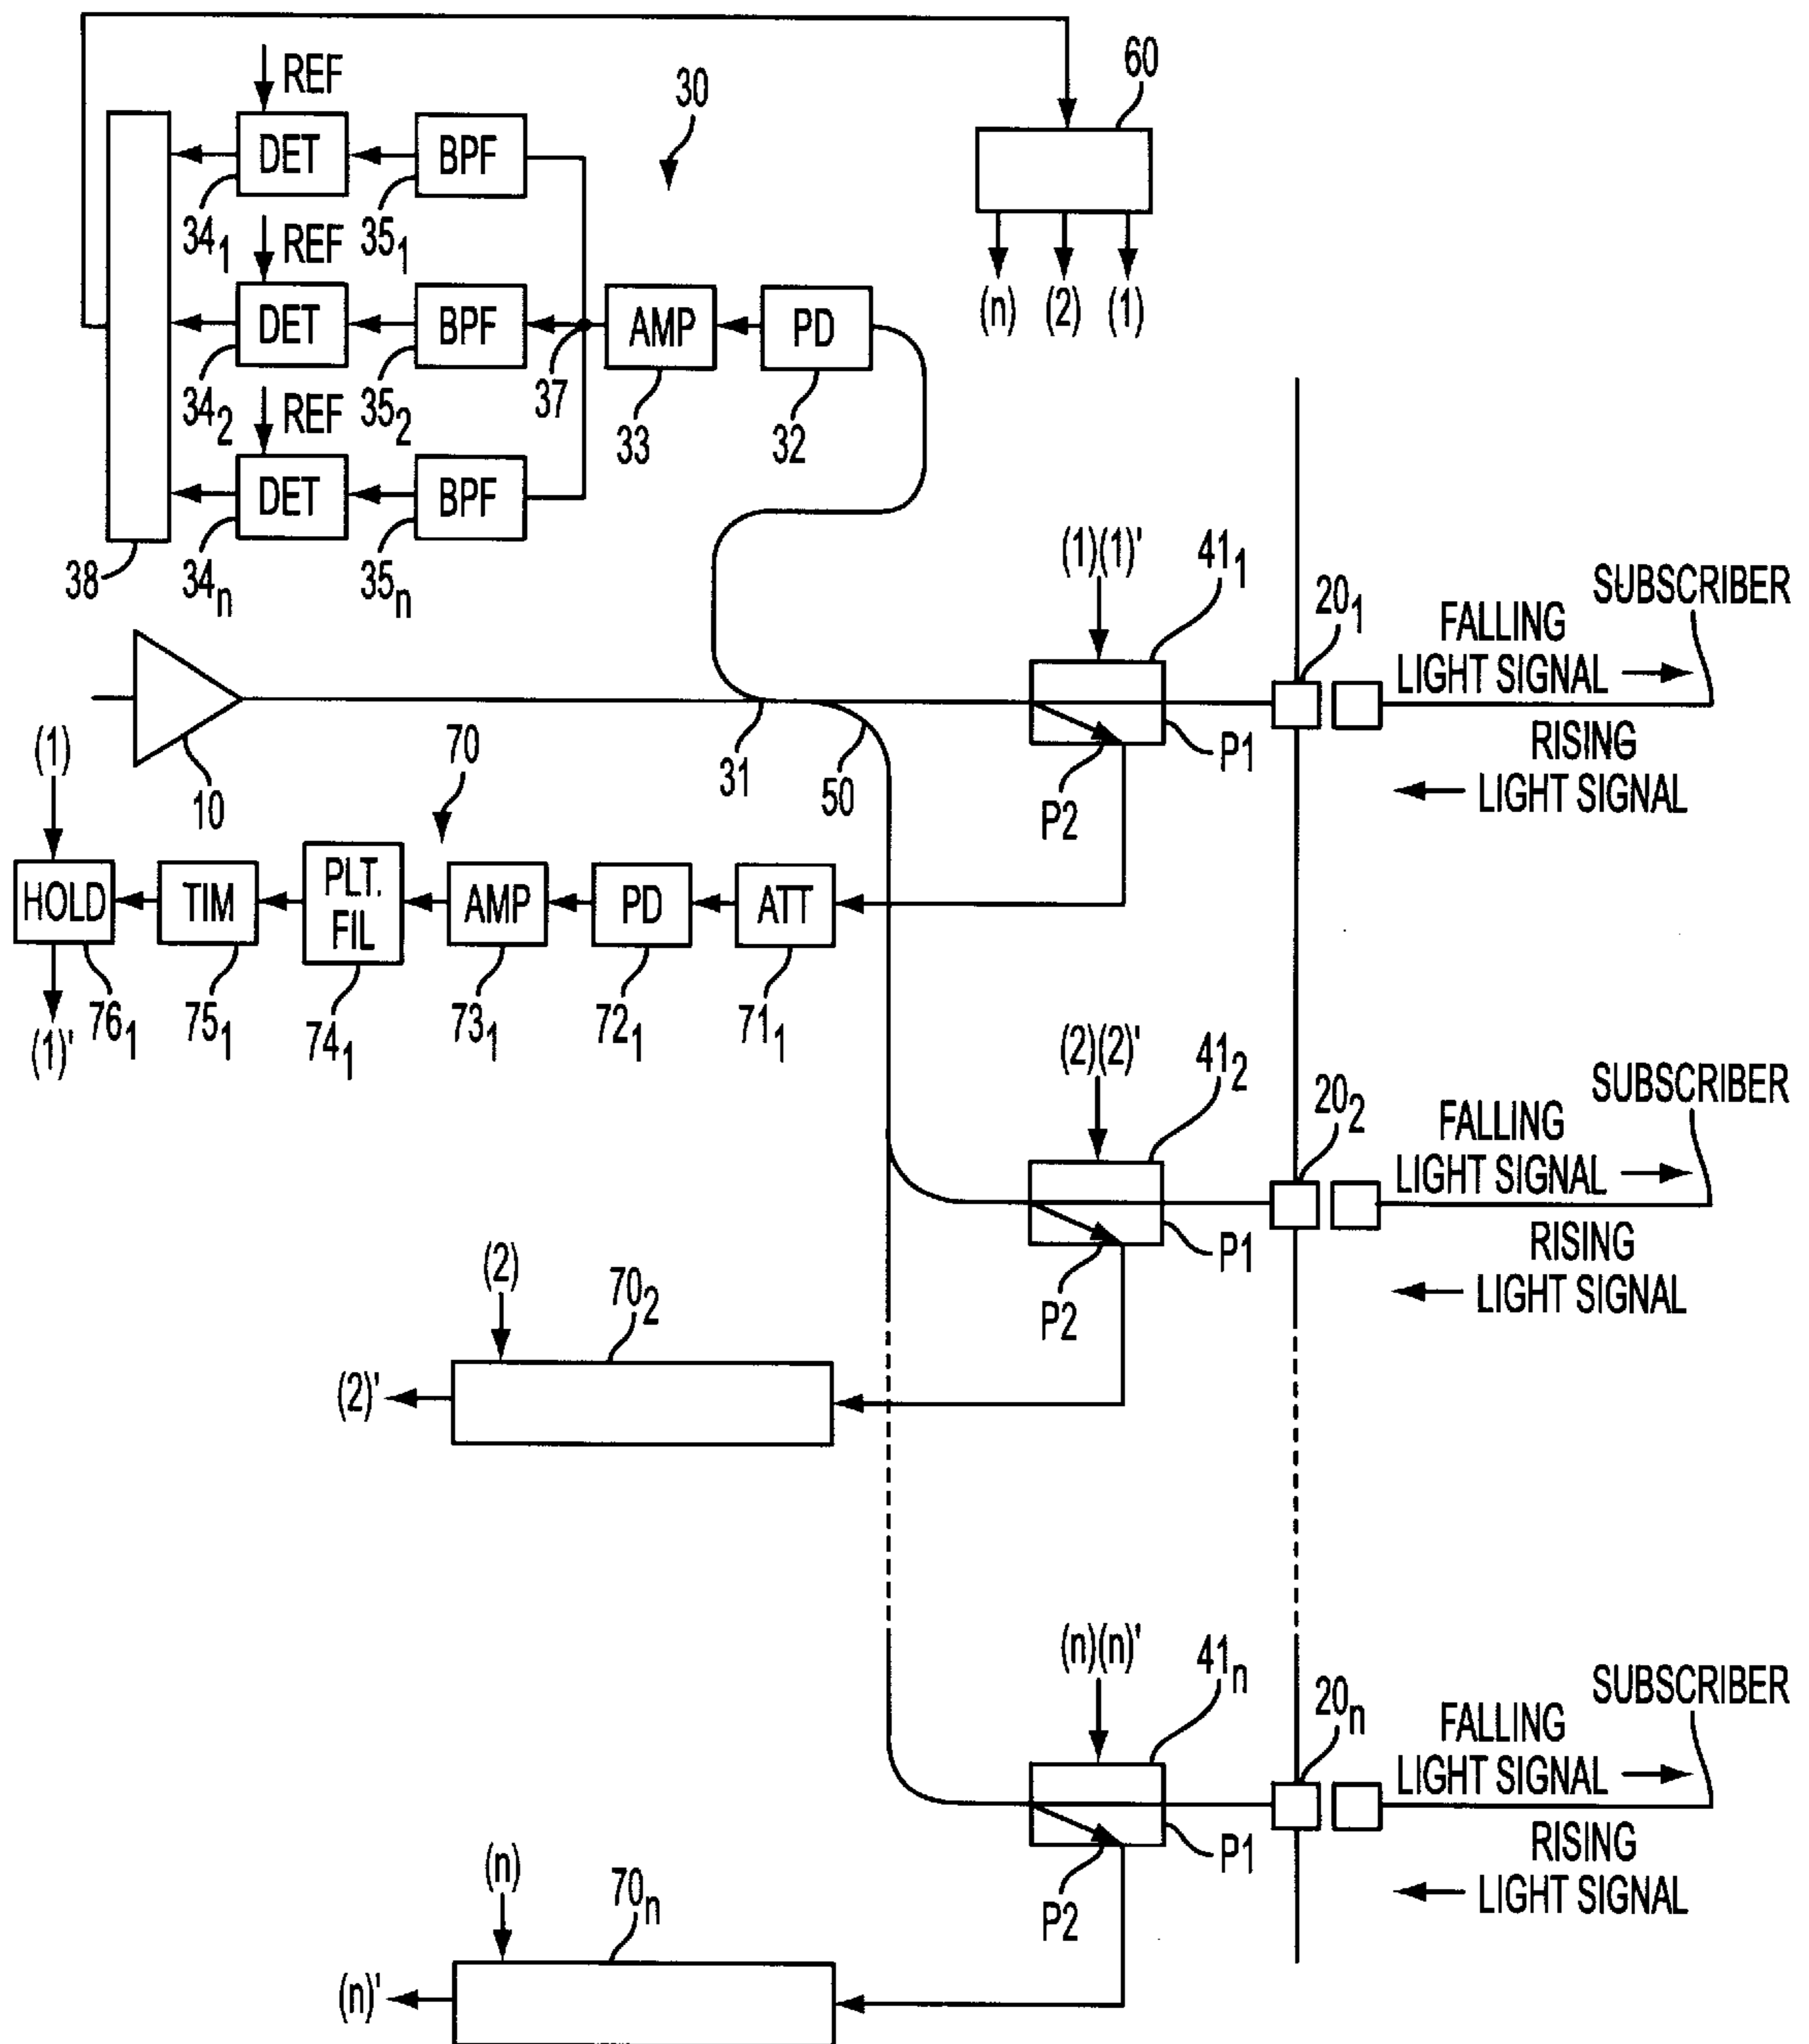 60
REF
30
DET
BPF
34₁
REF
35₁
(n)
(2)
(1)
DET
BPF
AMP
PD
34₂
REF
35₂
37
33
32
DET
BPF
38
34ₙ
35ₙ
(1)(1)'
41₁
20₁
SUBSCRIBER
FALLING
LIGHT SIGNAL
RISING
LIGHT SIGNAL
P1
P2
10
31
50
(1)
70
HOLD
TIM
PLT.
FIL
AMP
PD
ATT
(1)'
76₁
75₁
74₁
73₁
72₁
71₁
(2)(2)'
41₂
20₂
SUBSCRIBER
FALLING
LIGHT SIGNAL
RISING
LIGHT SIGNAL
P1
P2
(2)
70₂
(2)'
(n)(n)'
41ₙ
20ₙ
SUBSCRIBER
FALLING
LIGHT SIGNAL
RISING
LIGHT SIGNAL
P1
P2
(n)
70ₙ
(n)'